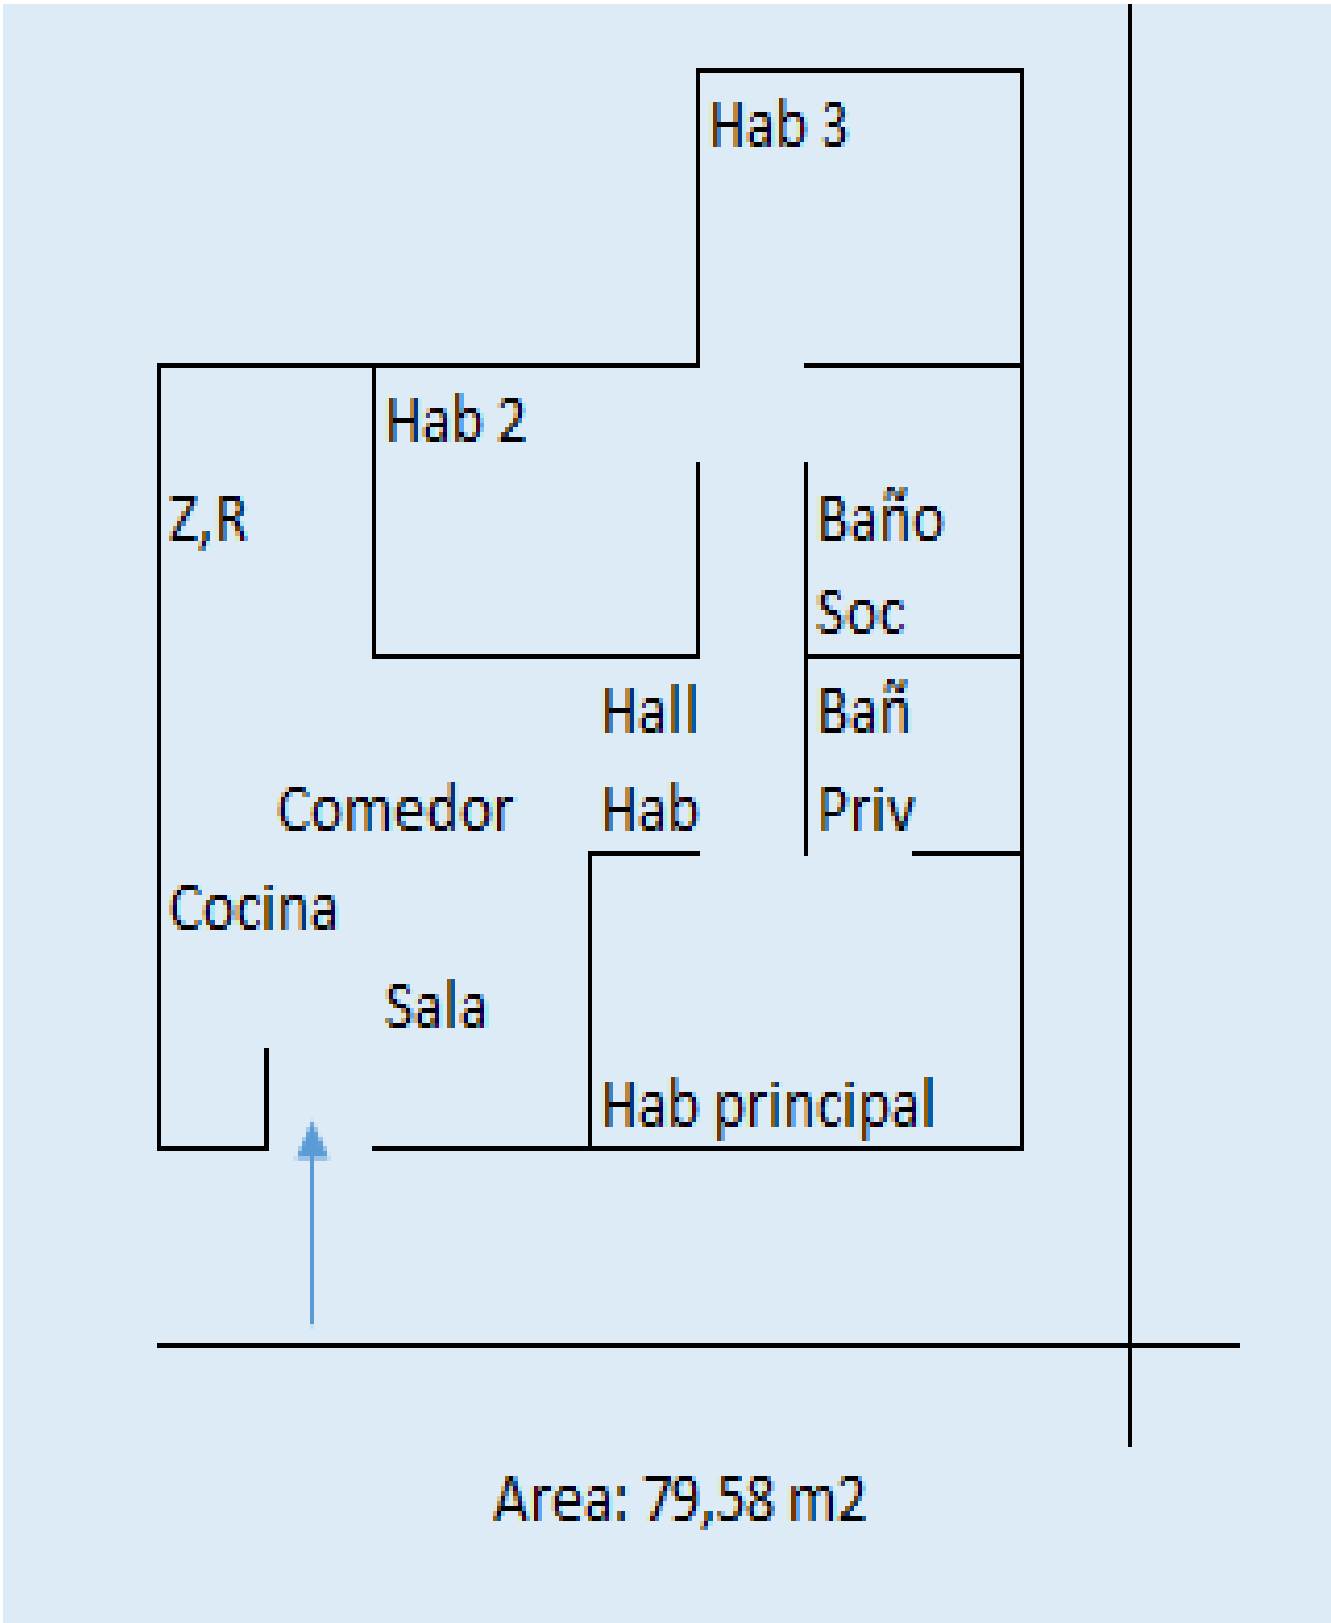 Hab 3
Hab 2
Z,R
Baño
Soc
Hall
Bañ
Comedor
Hab
Priv
Cocina
Sala
Hab principal
Area: 79,58 m2